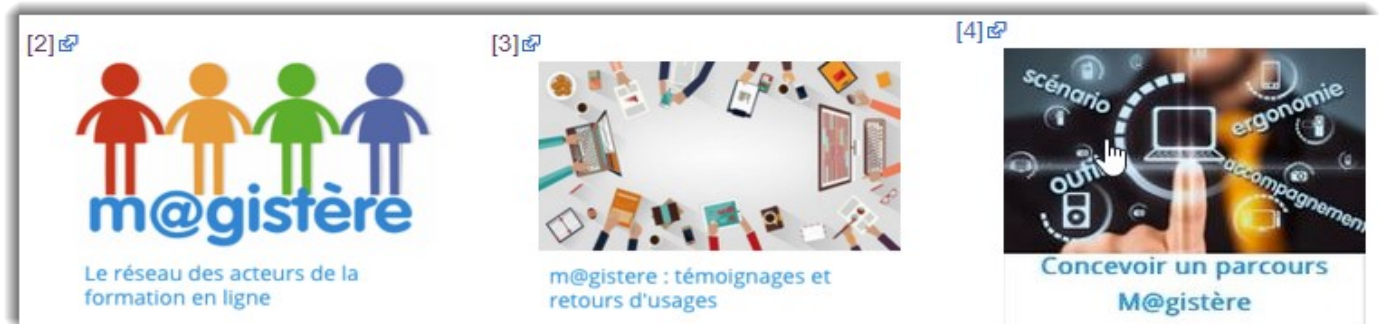 [2]
m@gistère
Le réseau des acteurs de la
formation en ligne
[3]
m@gistere : témoignages et
retours d'usages
[4]
scénario
ergonomie
outil
accompagnement
Concevoir un parcours
M@gistère